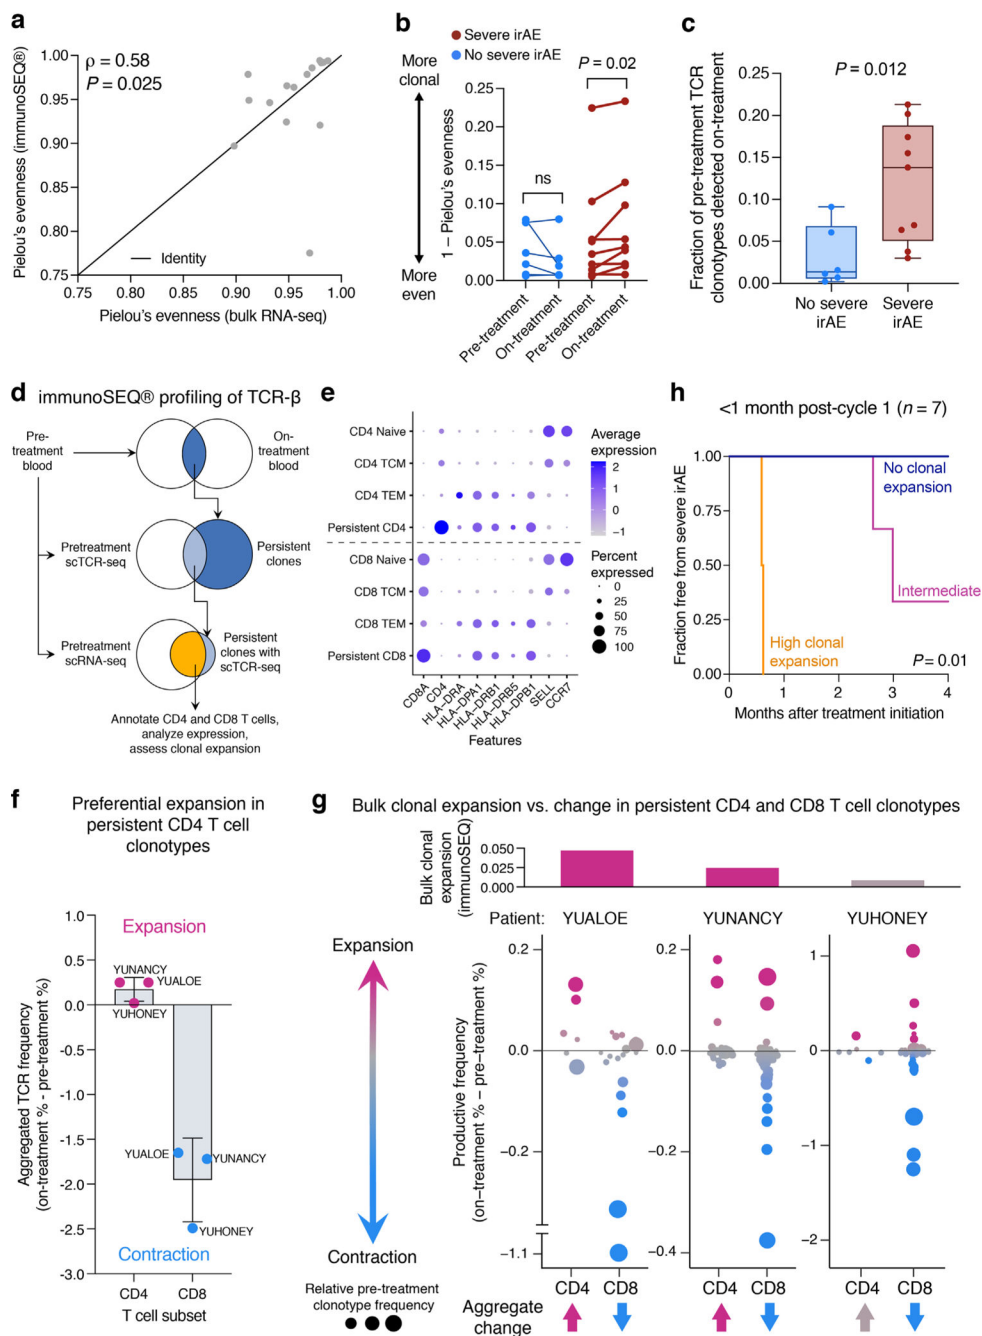 a
Pielou's evenness (immunoSEQ®)
1.00
0.95
0.90
0.85
0.80
0.75
ρ = 0.58
P = 0.025
Identity
0.75 0.80 0.85 0.90 0.95 1.00
Pielou's evenness (bulk RNA-seq)
b
Severe irAE
No severe irAE
More
clonal
More
even
1 – Pielou's evenness
0.25
0.20
0.15
0.10
0.05
0.00
ns
P = 0.02
Pre-treatment
On-treatment
Pre-treatment
On-treatment
c
Fraction of pre-treatment TCR
clonotypes detected on-treatment
0.25
0.20
0.15
0.10
0.05
0.00
P = 0.012
No severe
irAE
Severe
irAE
d
immunoSEQ® profiling of TCR-β
Pre-
treatment
blood
On-
treatment
blood
Pretreatment
scTCR-seq
Persistent
clones
Pretreatment
scRNA-seq
Persistent
clones with
scTCR-seq
Annotate CD4 and CD8 T cells,
analyze expression,
assess clonal expansion
e
CD4 Naive
CD4 TCM
CD4 TEM
Persistent CD4
CD8 Naive
CD8 TCM
CD8 TEM
Persistent CD8
CD8A
CD4
HLA−DRA
HLA−DPA1
HLA−DRB1
HLA−DRB5
HLA−DPB1
SELL
CCR7
Features
Average
expression
2
1
0
−1
Percent
expressed
0
25
50
75
100
h
<1 month post-cycle 1 (n = 7)
Fraction free from severe irAE
1.00
0.75
0.50
0.25
0.00
No clonal
expansion
Intermediate
High clonal
expansion
P = 0.01
0 1 2 3 4
Months after treatment initiation
f
Preferential expansion in
persistent CD4 T cell
clonotypes
Aggregated TCR frequency
(on-treatment % - pre-treatment %)
1.0
0.5
0.0
-0.5
-1.0
-1.5
-2.0
-2.5
-3.0
Expansion
YUNANCY
YUALOE
YUHONEY
YUALOE
YUNANCY
YUHONEY
Contraction
CD4 CD8
T cell subset
g
Bulk clonal expansion vs. change in persistent CD4 and CD8 T cell clonotypes
Bulk clonal
expansion
(immunoSEQ)
0.050
0.025
0.000
Patient: YUALOE YUNANCY YUHONEY
Expansion
Contraction
Relative pre-treatment
clonotype frequency
Productive frequency
(on−treatment % − pre−treatment %)
0.2
0.0
−0.2
−1.1
0.2
0.0
−0.2
−0.4
1
0
−1
−2
CD4 CD8 CD4 CD8 CD4 CD8
Aggregate
change